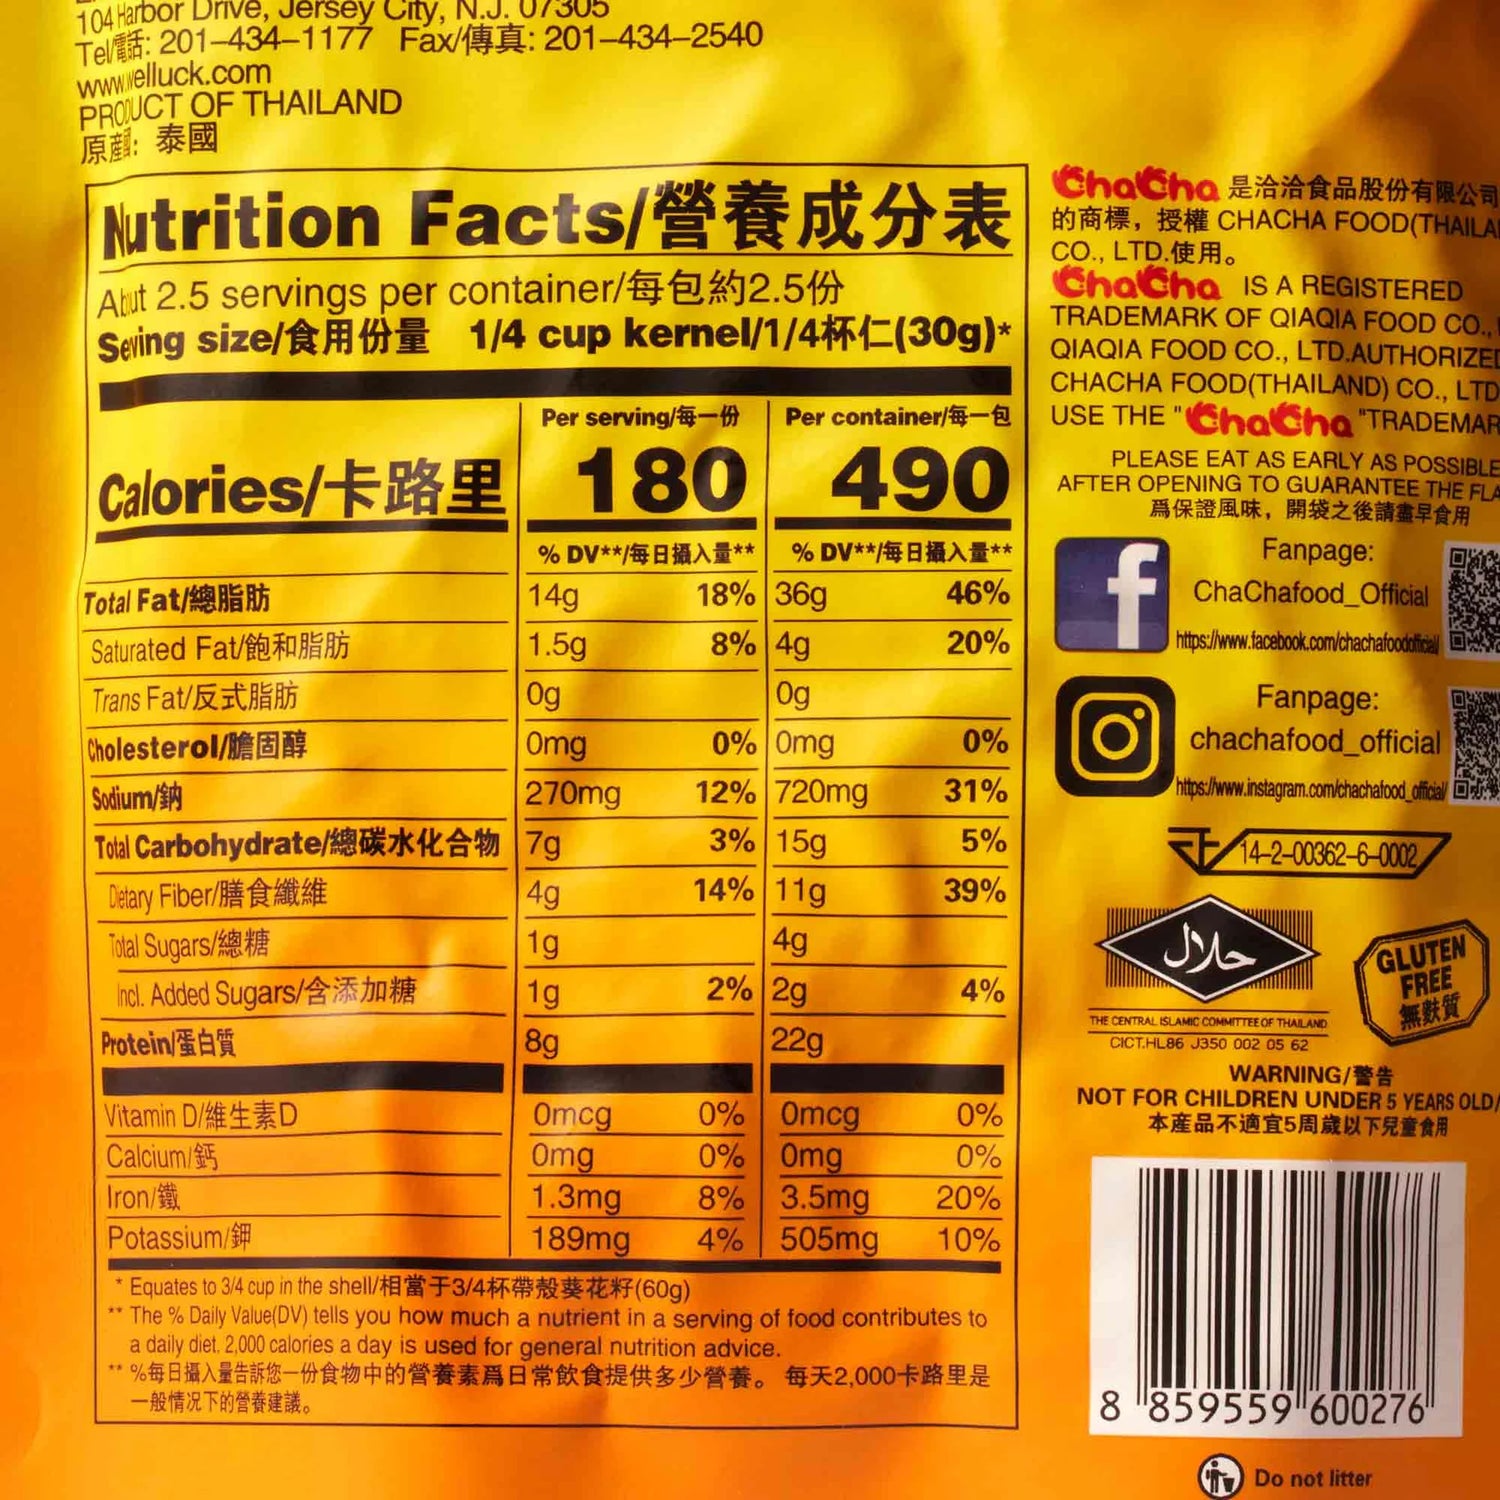 104 Harbor Drive, Jersey City, N.J. 07305
Tel/電話: 201-434-1177 Fax/傳真: 201-434-2540
www.welluck.com
PRODUCT OF THAILAND
原產國: 泰國
Nutrition Facts/營養成分表
About 2.5 servings per container/每包約2.5份
Serving size/食用份量 1/4 cup kernel/1/4杯仁(30g)*
Per serving/每一份 Per container/每一包
Calories/卡路里 180 490
% DV**/每日攝入量** % DV**/每日攝入量**
Total Fat/總脂肪 14g 18% 36g 46%
Saturated Fat/飽和脂肪 1.5g 8% 4g 20%
Trans Fat/反式脂肪 0g 0g
Cholesterol/膽固醇 0mg 0% 0mg 0%
Sodium/鈉 270mg 12% 720mg 31%
Total Carbohydrate/總碳水化合物 7g 3% 15g 5%
Dietary Fiber/膳食纖維 4g 14% 11g 39%
Total Sugars/總糖 1g 4g
Incl. Added Sugars/含添加糖 1g 2% 2g 4%
Protein/蛋白質 8g 22g
Vitamin D/維生素D 0mcg 0% 0mcg 0%
Calcium/鈣 0mg 0% 0mg 0%
Iron/鐵 1.3mg 8% 3.5mg 20%
Potassium/鉀 189mg 4% 505mg 10%
* Equates to 3/4 cup in the shell/相當于3/4杯帶殼葵花籽(60g)
** The % Daily Value(DV) tells you how much a nutrient in a serving of food contributes to
a daily diet. 2,000 calories a day is used for general nutrition advice.
** %每日攝入量告訴您一份食物中的營養素爲日常飲食提供多少營養。 每天2,000卡路里是
一般情况下的營養建議。
ChaCha 是洽洽食品股份有限公司
的商標, 授權 CHACHA FOOD(THAILA
CO., LTD.使用。
ChaCha IS A REGISTERED
TRADEMARK OF QIAQIA FOOD CO.,
QIAQIA FOOD CO., LTD.AUTHORIZED
CHACHA FOOD(THAILAND) CO., LTD
USE THE "ChaCha "TRADEMAR
PLEASE EAT AS EARLY AS POSSIBLE
AFTER OPENING TO GUARANTEE THE FLA
爲保證風味, 開袋之後請盡早食用
f
Fanpage:
ChaChafood_Official
https://www.facebook.com/chachafoodofficial/
Fanpage:
chachafood_official
https://www.instagram.com/chachafood_official/
14-2-00362-6-0002
حلال
THE CENTRAL ISLAMIC COMMITTEE OF THAILAND
CICT.HL86 J350 002 05 62
GLUTEN
FREE
無麩質
WARNING/警告
NOT FOR CHILDREN UNDER 5 YEARS OLD/
本産品不適宜5周歲以下兒童食用
8 859559 600276
Do not litter